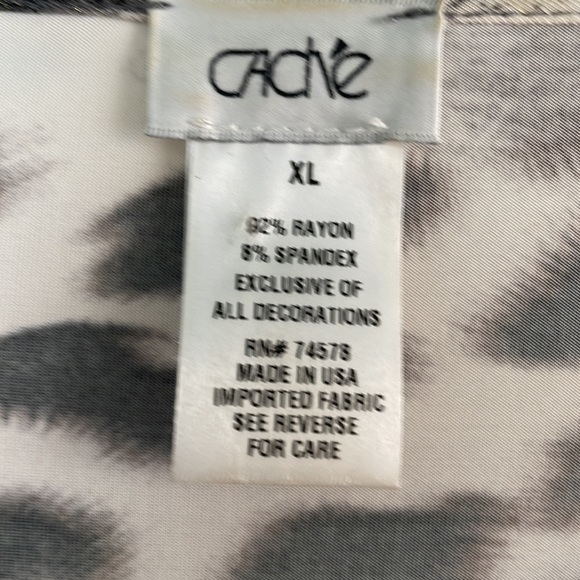 CACHé
XL
92% RAYON
8% SPANDEX
EXCLUSIVE OF
ALL DECORATIONS
RN# 74578
MADE IN USA
IMPORTED FABRIC
SEE REVERSE
FOR CARE